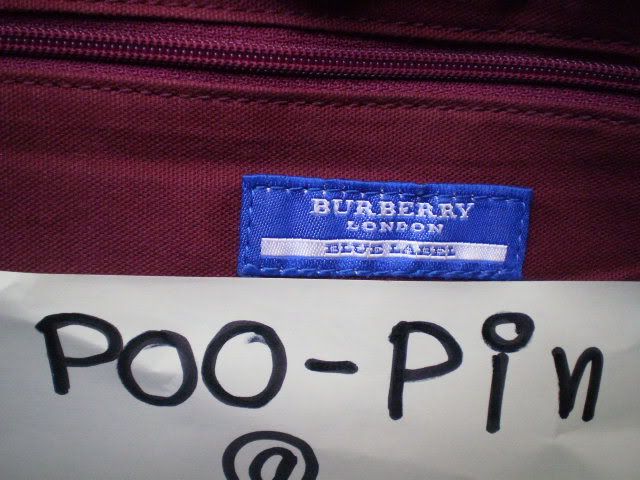 BURBERRY
LONDON
BLUE LABEL
POO-Pin
@